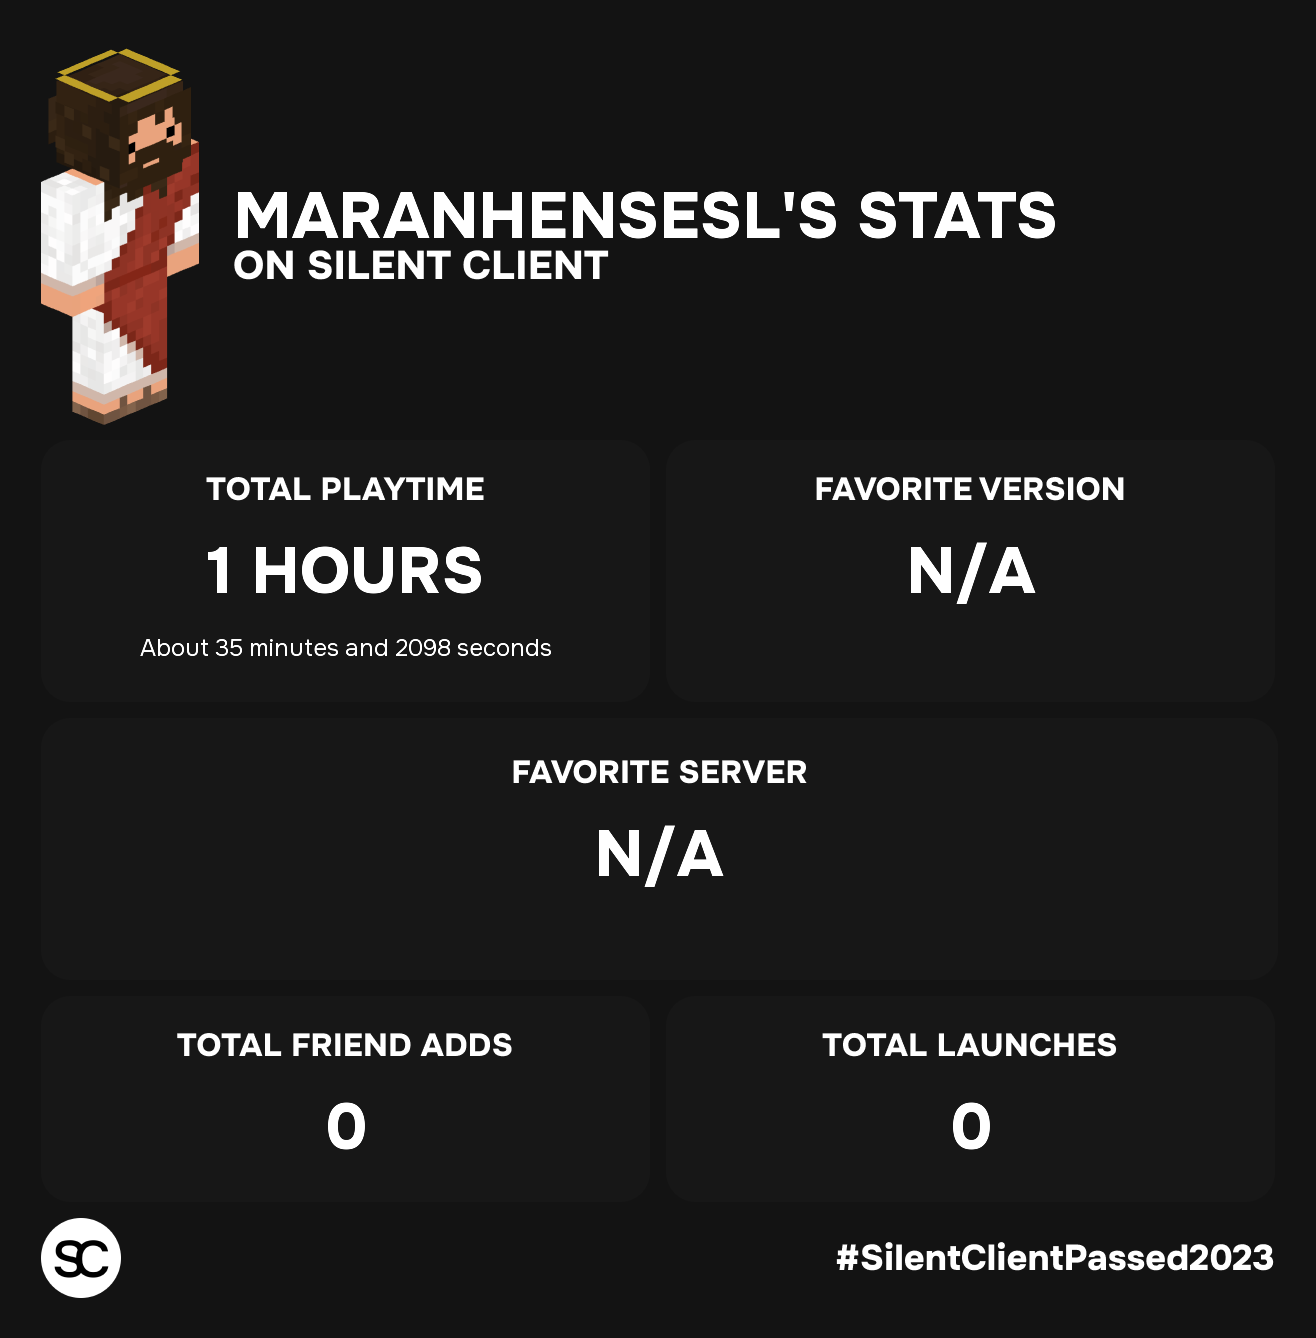 MARANHENSESL'S STATS
ON SILENT CLIENT
TOTAL PLAYTIME
1 HOURS
About 35 minutes and 2098 seconds
FAVORITE VERSION
N/A
FAVORITE SERVER
N/A
TOTAL FRIEND ADDS
0
TOTAL LAUNCHES
0
SC
#SilentClientPassed2023